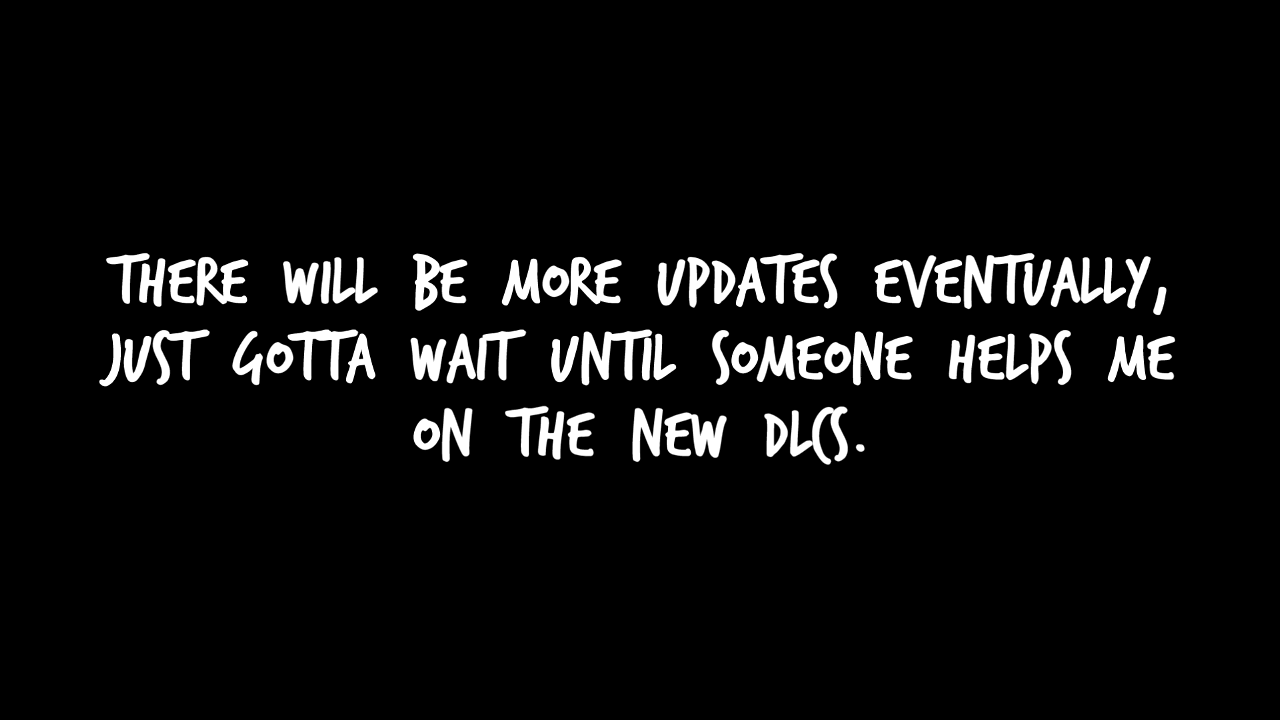 THERE WILL BE MORE UPDATES EVENTUALLY,
JUST GOTTA WAIT UNTIL SOMEONE HELPS ME
ON THE NEW DLCS.